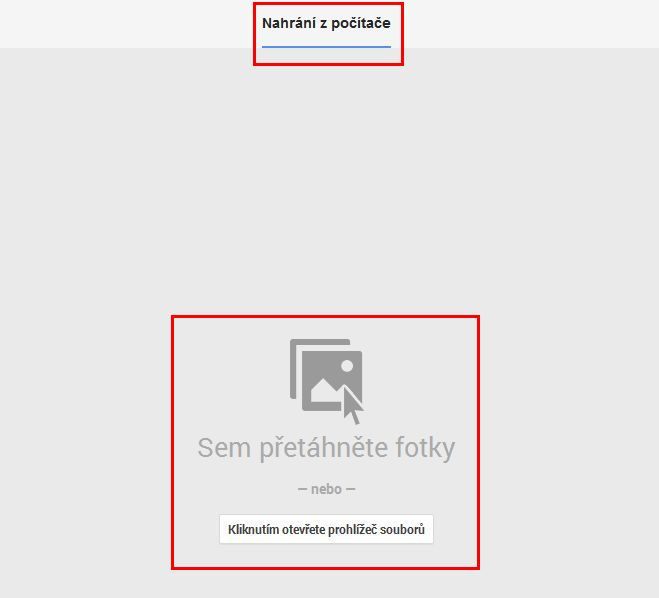 Nahrání z počítače
Sem přetáhněte fotky
— nebo —
Kliknutím otevřete prohlížeč souborů